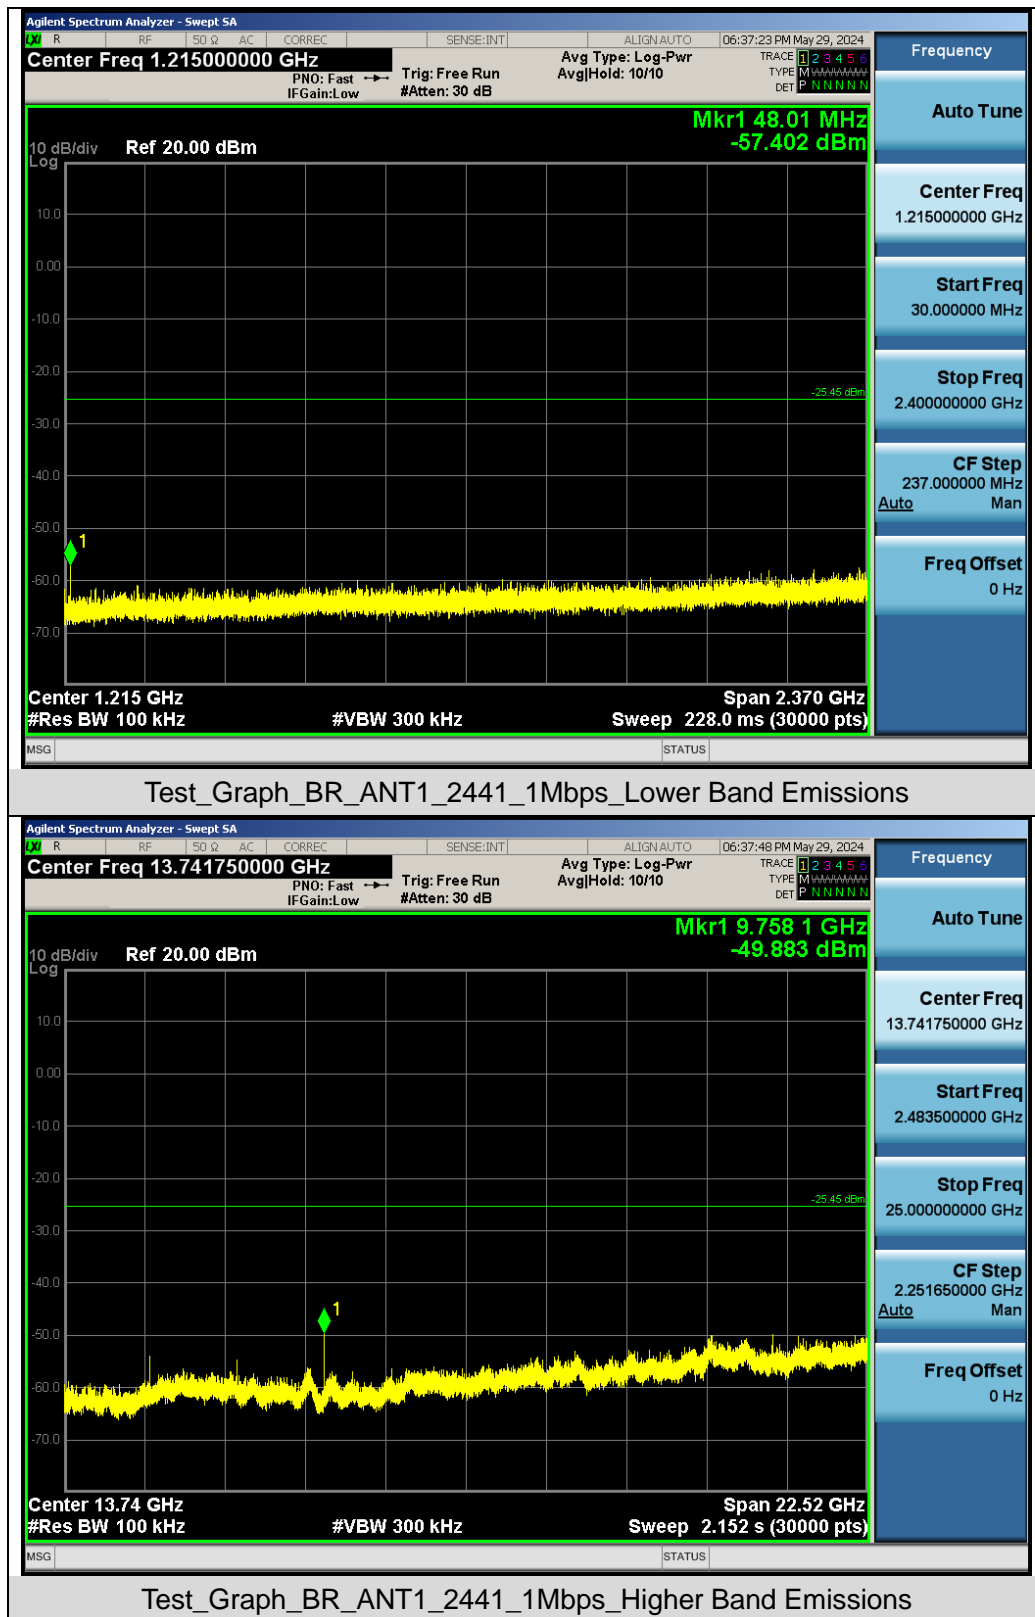 Agilent Spectrum Analyzer - Swept SA
LXI R RF 50 Ω AC CORREC SENSE:INT ALIGN AUTO 06:37:23 PM May 29, 2024
Center Freq 1.215000000 GHz
PNO: Fast
IFGain:Low
Trig: Free Run
#Atten: 30 dB
Avg Type: Log-Pwr
Avg|Hold: 10/10
TRACE 1 2 3 4 5 6
TYPE M WWWWW
DET P N N N N N
Mkr1 48.01 MHz
-57.402 dBm
10 dB/div Ref 20.00 dBm
Log
10.0
0.00
-10.0
-20.0
-25.45 dBm
-30.0
-40.0
-50.0
1
-60.0
-70.0
Center 1.215 GHz Span 2.370 GHz
#Res BW 100 kHz #VBW 300 kHz Sweep 228.0 ms (30000 pts)
MSG STATUS
Frequency
Auto Tune
Center Freq
1.215000000 GHz
Start Freq
30.000000 MHz
Stop Freq
2.400000000 GHz
CF Step
237.000000 MHz
Auto Man
Freq Offset
0 Hz
Test_Graph_BR_ANT1_2441_1Mbps_Lower Band Emissions
Agilent Spectrum Analyzer - Swept SA
LXI R RF 50 Ω AC CORREC SENSE:INT ALIGN AUTO 06:37:48 PM May 29, 2024
Center Freq 13.741750000 GHz
PNO: Fast
IFGain:Low
Trig: Free Run
#Atten: 30 dB
Avg Type: Log-Pwr
Avg|Hold: 10/10
TRACE 1 2 3 4 5 6
TYPE M WWWWW
DET P N N N N N
Mkr1 9.758 1 GHz
-49.883 dBm
10 dB/div Ref 20.00 dBm
Log
10.0
0.00
-10.0
-20.0
-25.45 dBm
-30.0
-40.0
1
-50.0
-60.0
-70.0
Center 13.74 GHz Span 22.52 GHz
#Res BW 100 kHz #VBW 300 kHz Sweep 2.152 s (30000 pts)
MSG STATUS
Frequency
Auto Tune
Center Freq
13.741750000 GHz
Start Freq
2.483500000 GHz
Stop Freq
25.000000000 GHz
CF Step
2.251650000 GHz
Auto Man
Freq Offset
0 Hz
Test_Graph_BR_ANT1_2441_1Mbps_Higher Band Emissions